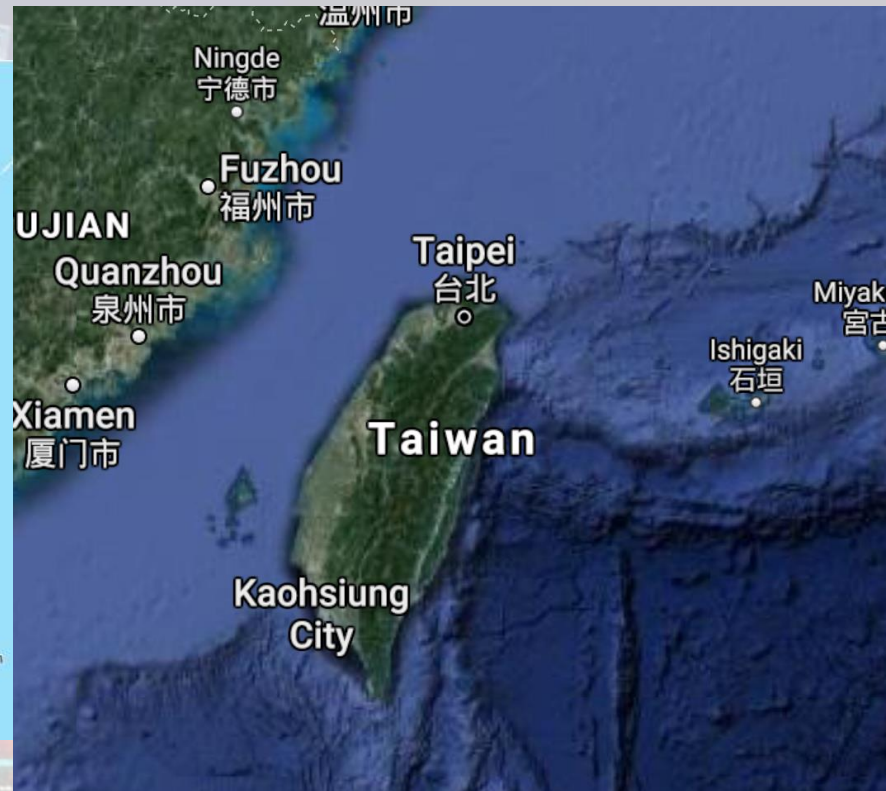 温州市
Ningde
宁德市
Fuzhou
福州市
UJIAN
Quanzhou
泉州市
Taipei
台北
Miyak
宮古
Ishigaki
石垣
Xiamen
厦门市
Taiwan
Kaohsiung
City